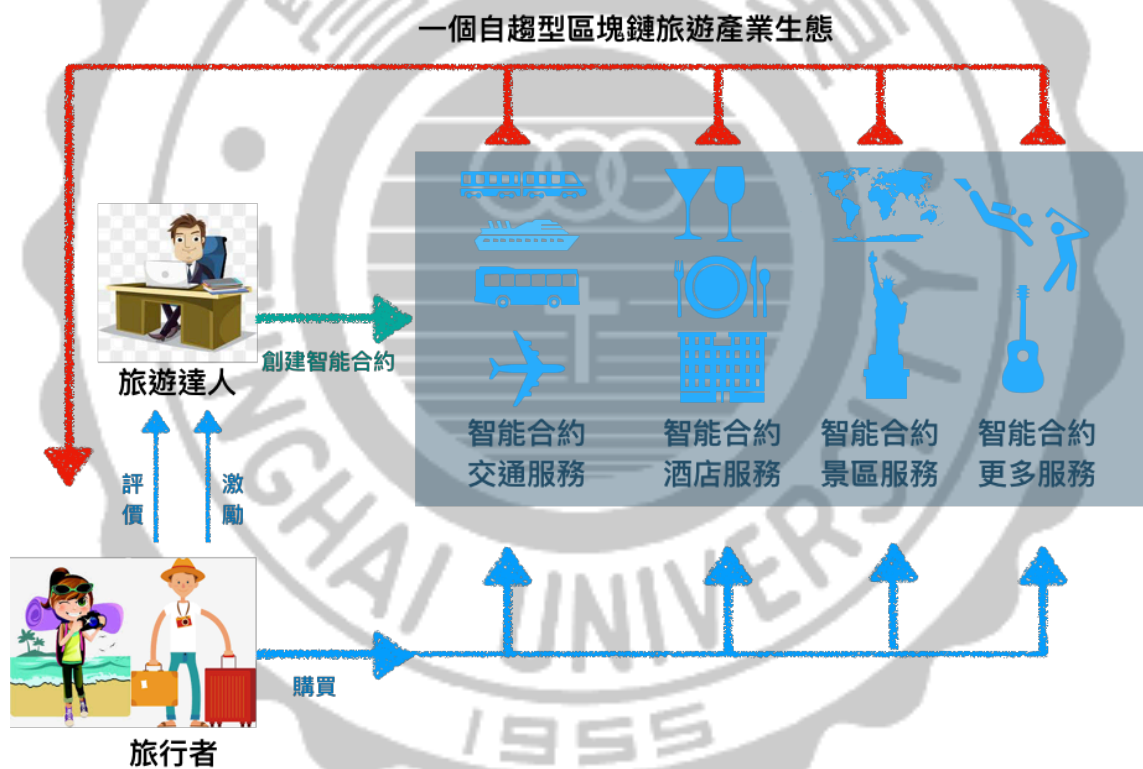 一個自趨型區塊鏈旅遊產業生態
創建智能合約
旅遊達人
智能合約
交通服務
智能合約
酒店服務
智能合約
景區服務
智能合約
更多服務
評價
激勵
購買
旅行者
NGHAI UNIVERSITY
1955